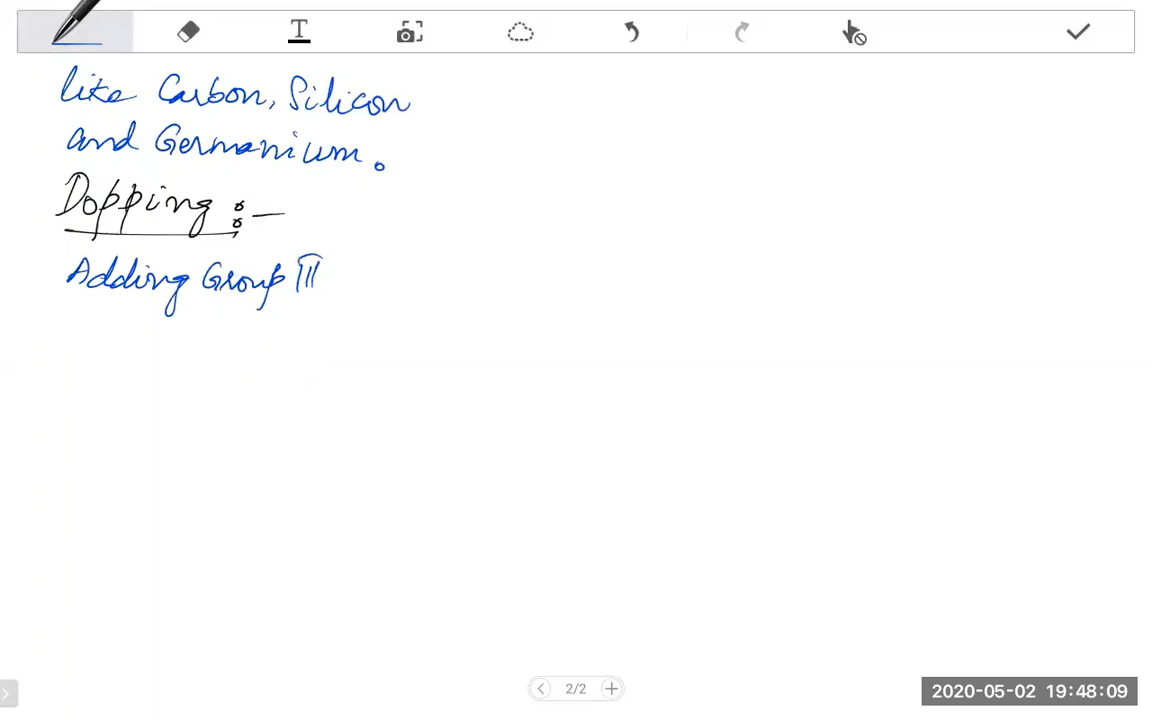 T
like Carbon, Silicon
and Germanium.
Dopping :-
Adding Group III
2/2
2020-05-02 19:48:09